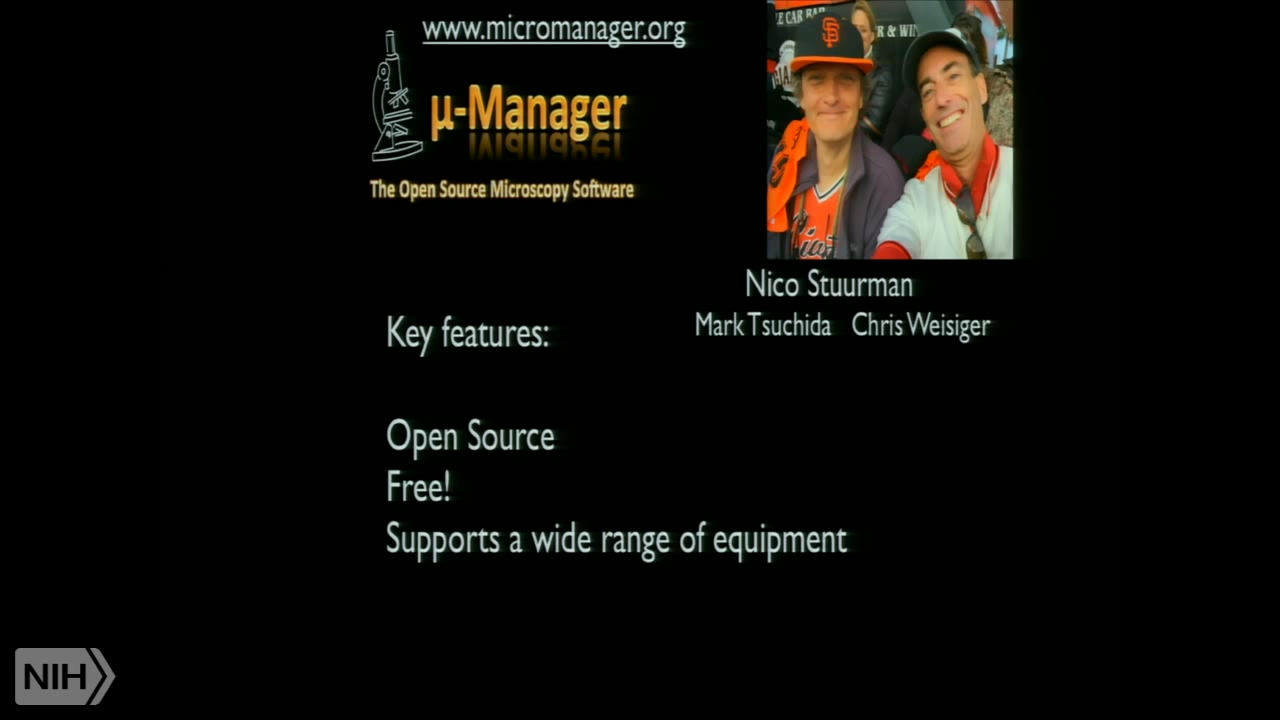 www.micromanager.org
µ-Manager
The Open Source Microscopy Software
SF
Nico Stuurman
Mark Tsuchida Chris Weisiger
Key features:
Open Source
Free!
Supports a wide range of equipment
NIH